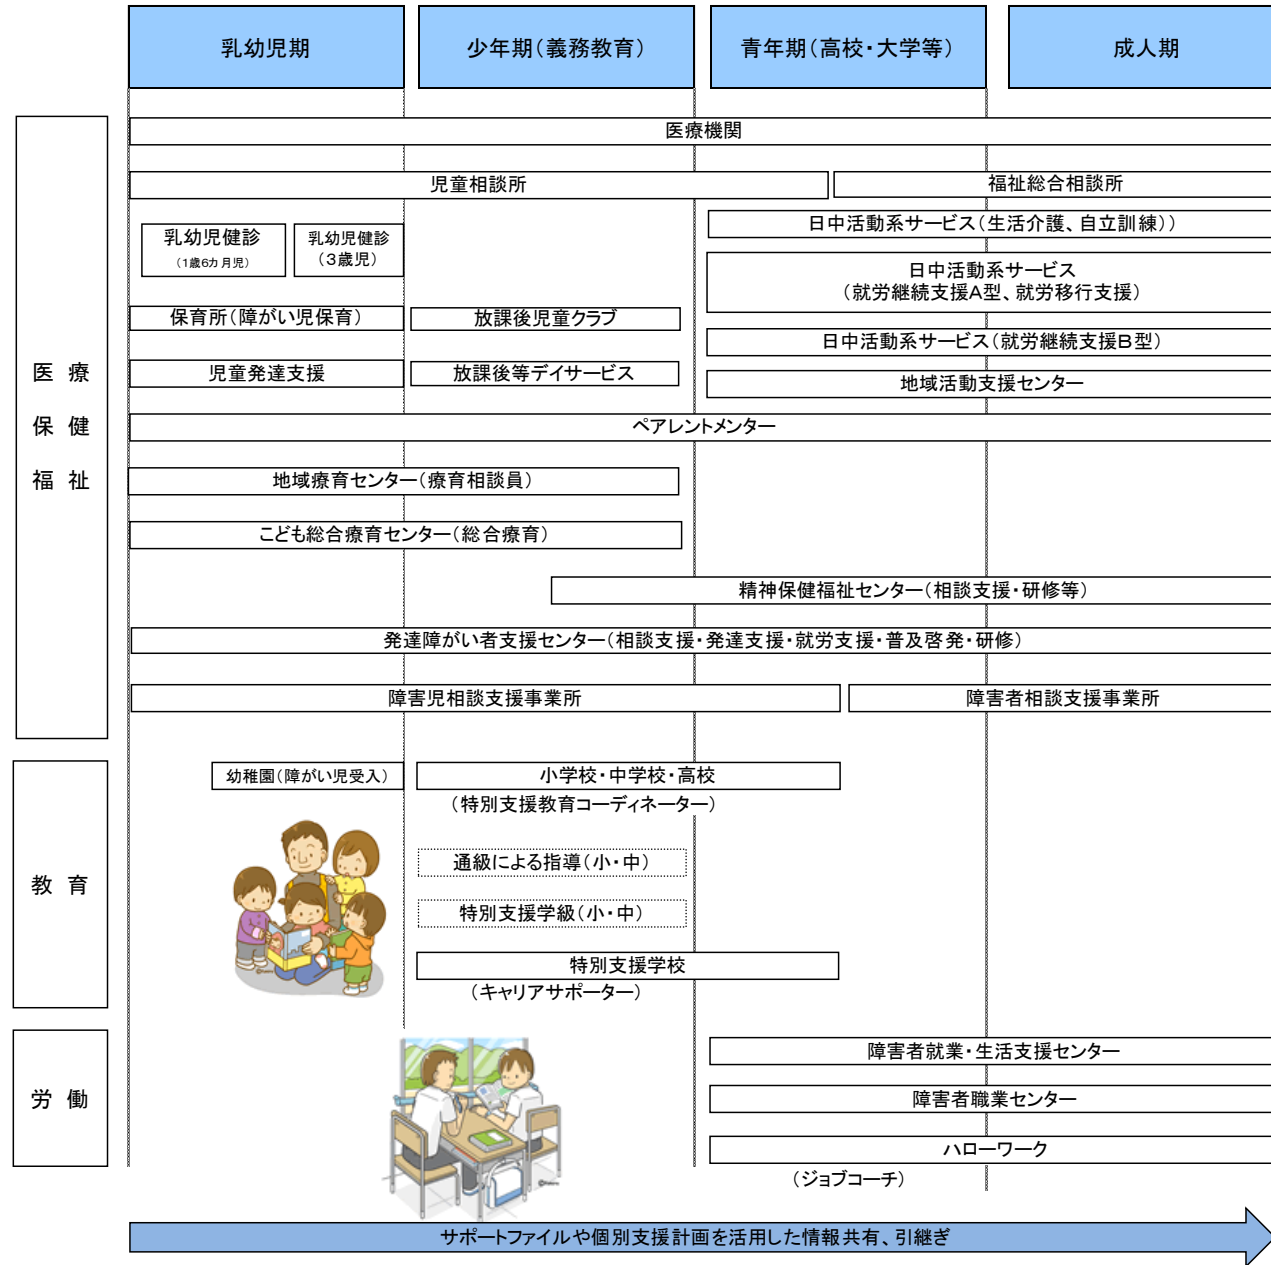 乳幼児期
少年期（義務教育）
青年期（高校・大学等）
成人期
医療
保健
福祉
医療機関
児童相談所
福祉総合相談所
乳幼児健診
（1歳6カ月児）
乳幼児健診
（３歳児）
日中活動系サービス（生活介護、自立訓練））
日中活動系サービス
（就労継続支援Ａ型、就労移行支援）
保育所（障がい児保育）
放課後児童クラブ
日中活動系サービス（就労継続支援Ｂ型）
児童発達支援
放課後等デイサービス
地域活動支援センター
ペアレントメンター
地域療育センター（療育相談員）
こども総合療育センター（総合療育）
精神保健福祉センター（相談支援・研修等）
発達障がい者支援センター（相談支援・発達支援・就労支援・普及啓発・研修）
障害児相談支援事業所
障害者相談支援事業所
教育
幼稚園（障がい児受入）
小学校・中学校・高校
（特別支援教育コーディネーター）
通級による指導（小・中）
特別支援学級（小・中）
特別支援学校
（キャリアサポーター）
労働
障害者就業・生活支援センター
障害者職業センター
ハローワーク
（ジョブコーチ）
サポートファイルや個別支援計画を活用した情報共有、引継ぎ